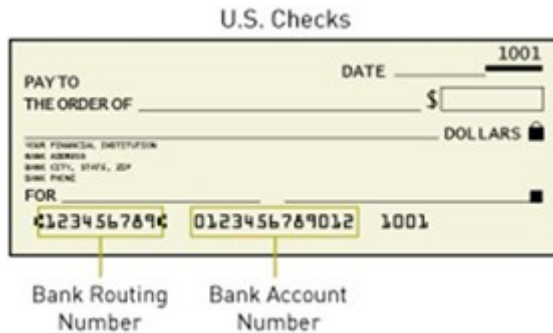 U.S. Checks
1001
DATE
PAY TO
THE ORDER OF $
DOLLARS
YOUR FINANCIAL INSTITUTION
BANK ADDRESS
BANK CITY, STATE, ZIP
BANK PHONE
FOR
⑆123456789⑆ 0123456789012 1001
Bank Routing Number
Bank Account Number